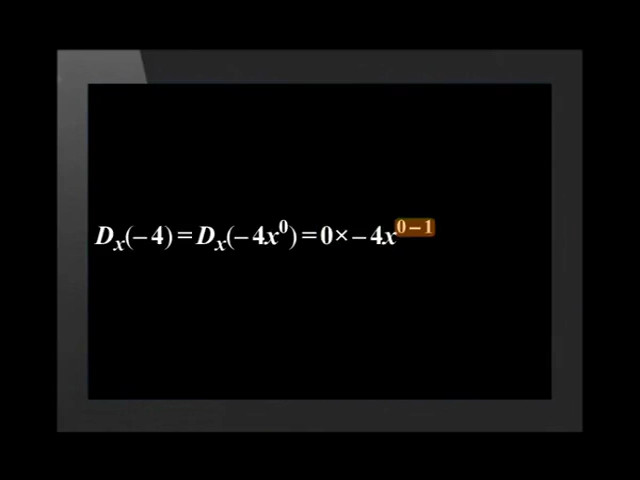 Dₓ(−4) = Dₓ(−4x⁰) = 0 × −4x⁰⁻¹